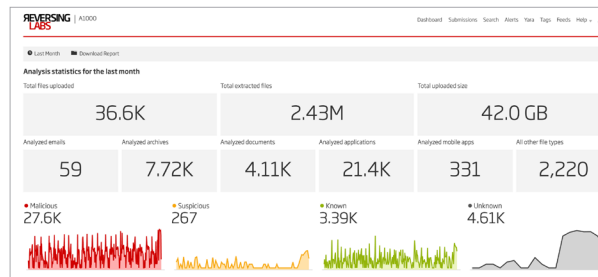 REVERSING
LABS
A1000
Dashboard Submissions Search Alerts Yara Tags Feeds Help
Last Month Download Report
Analysis statistics for the last month
Total files uploaded Total extracted files Total uploaded size
36.6K 2.43M 42.0 GB
Analyzed emails Analyzed archives Analyzed documents Analyzed applications Analyzed mobile apps All other file types
59 7.72K 4.11K 21.4K 331 2,220
Malicious Suspicious Known Unknown
27.6K 267 3.39K 4.61K